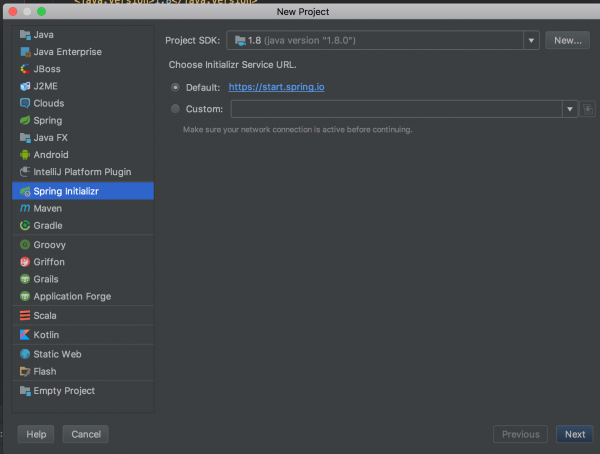 <java.version>1.8</java.version>
New Project
Java
Java Enterprise
JBoss
J2ME
Clouds
Spring
Java FX
Android
IntelliJ Platform Plugin
Spring Initializr
Maven
Gradle
Groovy
Griffon
Grails
Application Forge
Scala
Kotlin
Static Web
Flash
Empty Project
Project SDK: 1.8 (java version "1.8.0") New...
Choose Initializr Service URL.
Default: https://start.spring.io
Custom:
Make sure your network connection is active before continuing.
Help Cancel Previous Next